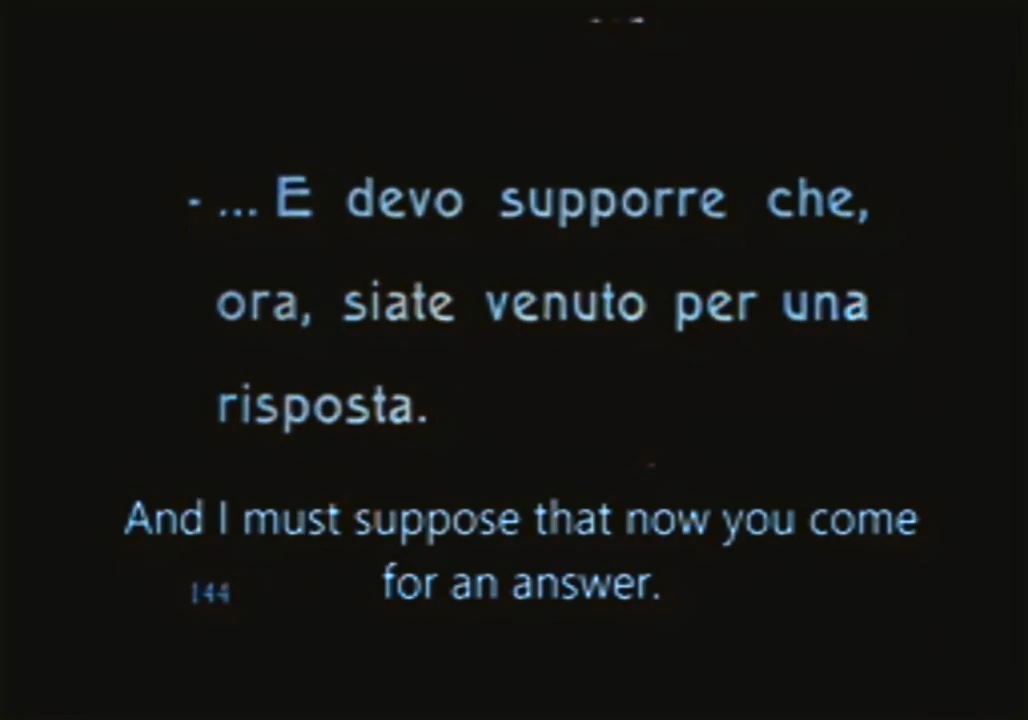 - ... E devo supporre che,
ora, siate venuto per una
risposta.
And I must suppose that now you come
for an answer.
144